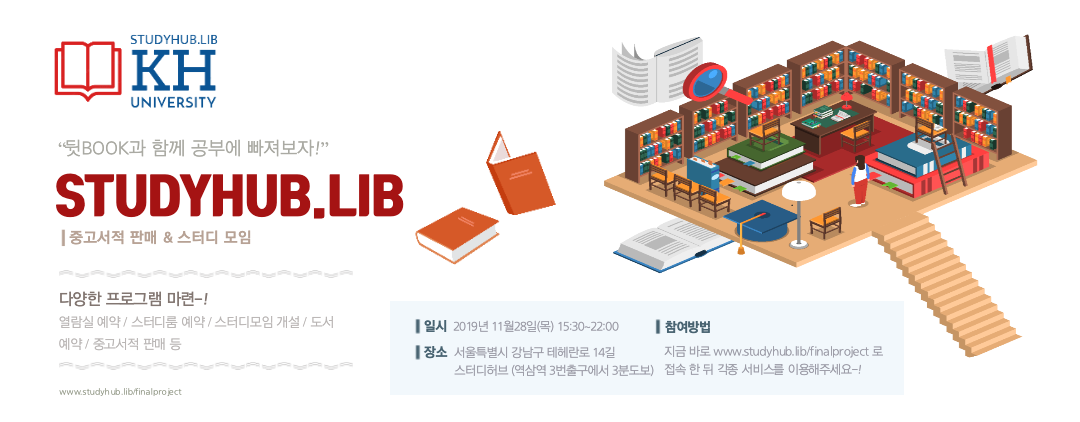 STUDYHUB.LIB
KH
UNIVERSITY
“뒷BOOK과 함께 공부에 빠져보자!”
STUDYHUB.LIB
중고서적 판매 & 스터디 모임
다양한 프로그램 마련~!
열람실 예약 / 스터디룸 예약 / 스터디모임 개설 / 도서
예약 / 중고서적 판매 등
www.studyhub.lib/finalproject
일시 2019년 11월28일(목) 15:30~22:00
장소 서울특별시 강남구 테헤란로 14길
스터디허브 (역삼역 3번출구에서 3분도보)
참여방법
지금 바로 www.studyhub.lib/finalproject 로
접속 한 뒤 각종 서비스를 이용해주세요~!